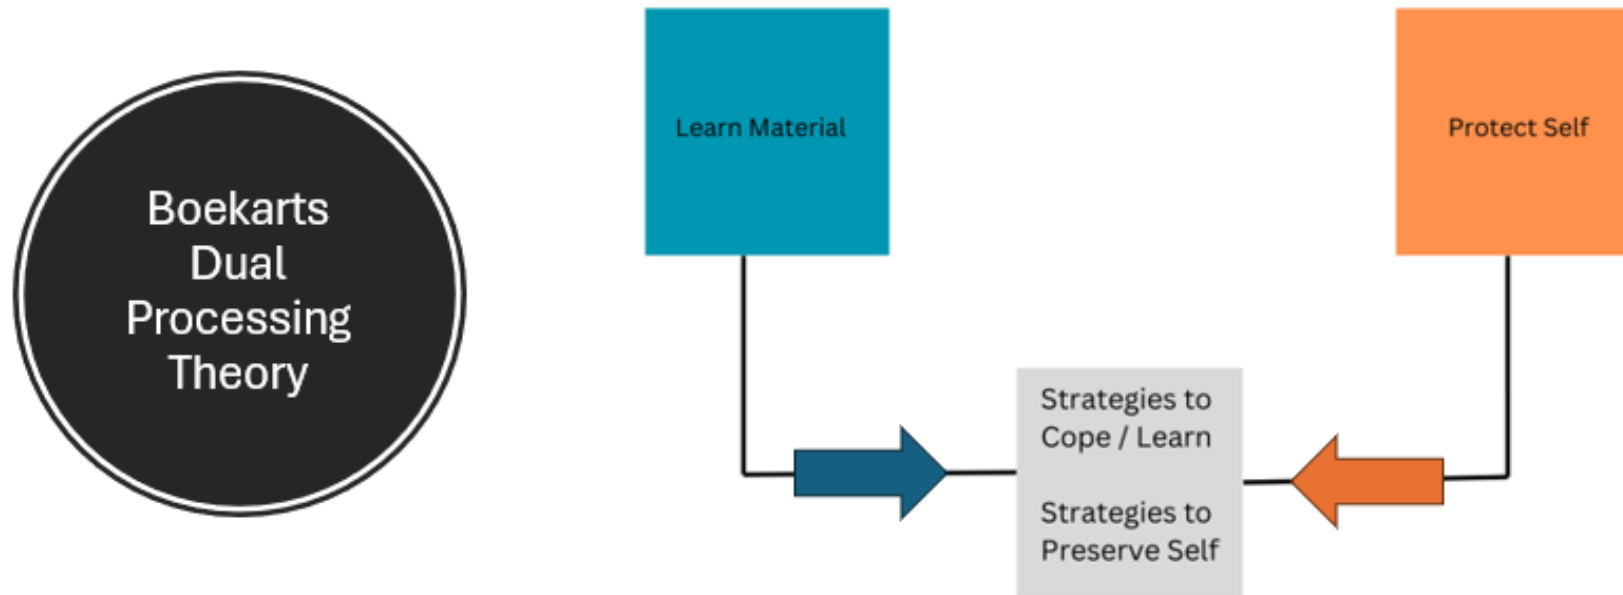 Boekarts
Dual
Processing
Theory
Learn Material
Protect Self
Strategies to
Cope / Learn
Strategies to
Preserve Self